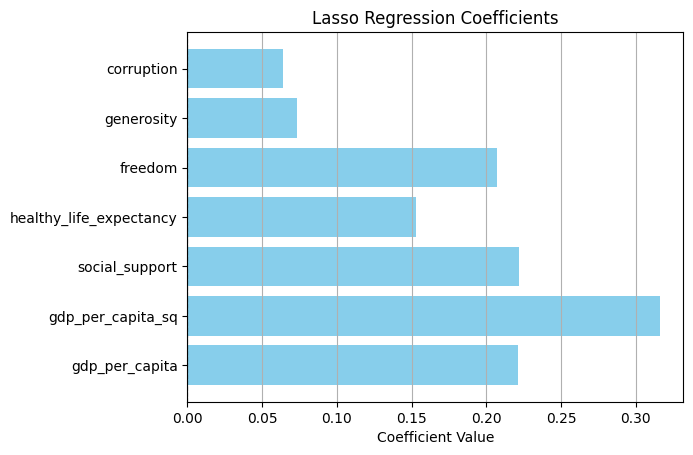 Lasso Regression Coefficients
corruption
generosity
freedom
healthy_life_expectancy
social_support
gdp_per_capita_sq
gdp_per_capita
0.00 0.05 0.10 0.15 0.20 0.25 0.30
Coefficient Value